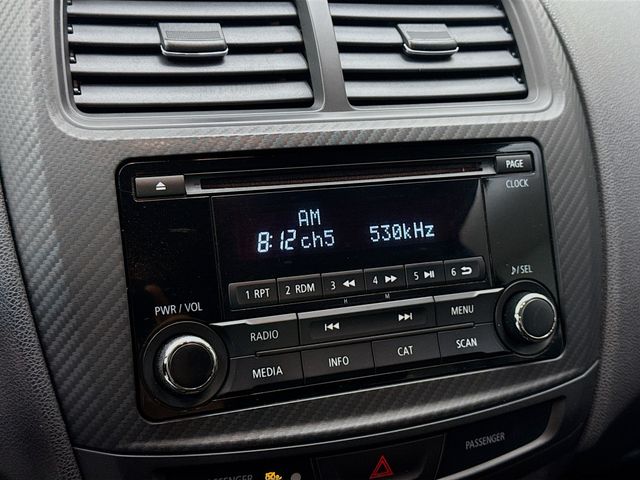 PAGE
CLOCK
AM
8:12 ch5 530kHz
1 RPT 2 RDM 3 4 5 6
H M
♪/SEL
PWR / VOL
RADIO MENU
MEDIA INFO CAT SCAN
PASSENGER
PASSENGER